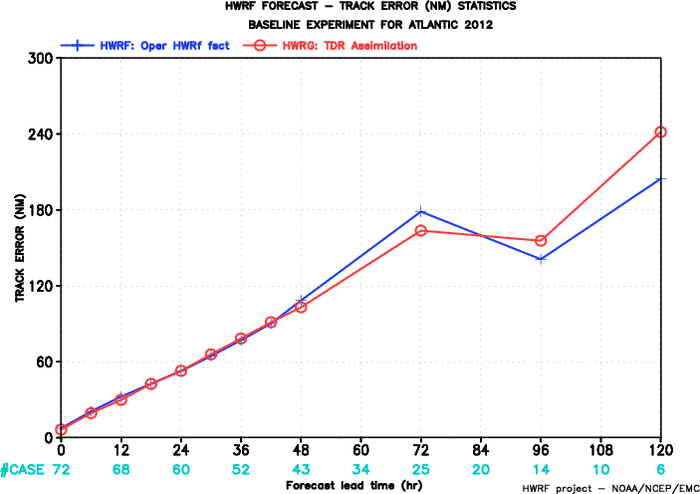 HWRF FORECAST – TRACK ERROR (NM) STATISTICS
BASELINE EXPERIMENT FOR ATLANTIC 2012
HWRF: Oper HWRf fact HWRG: TDR Assimilation
300
240
180
120
60
0
TRACK ERROR (NM)
0 12 24 36 48 60 72 84 96 108 120
#CASE 72 68 60 52 43 34 25 20 14 10 6
Forecast lead time (hr)
HWRF project – NOAA/NCEP/EMC